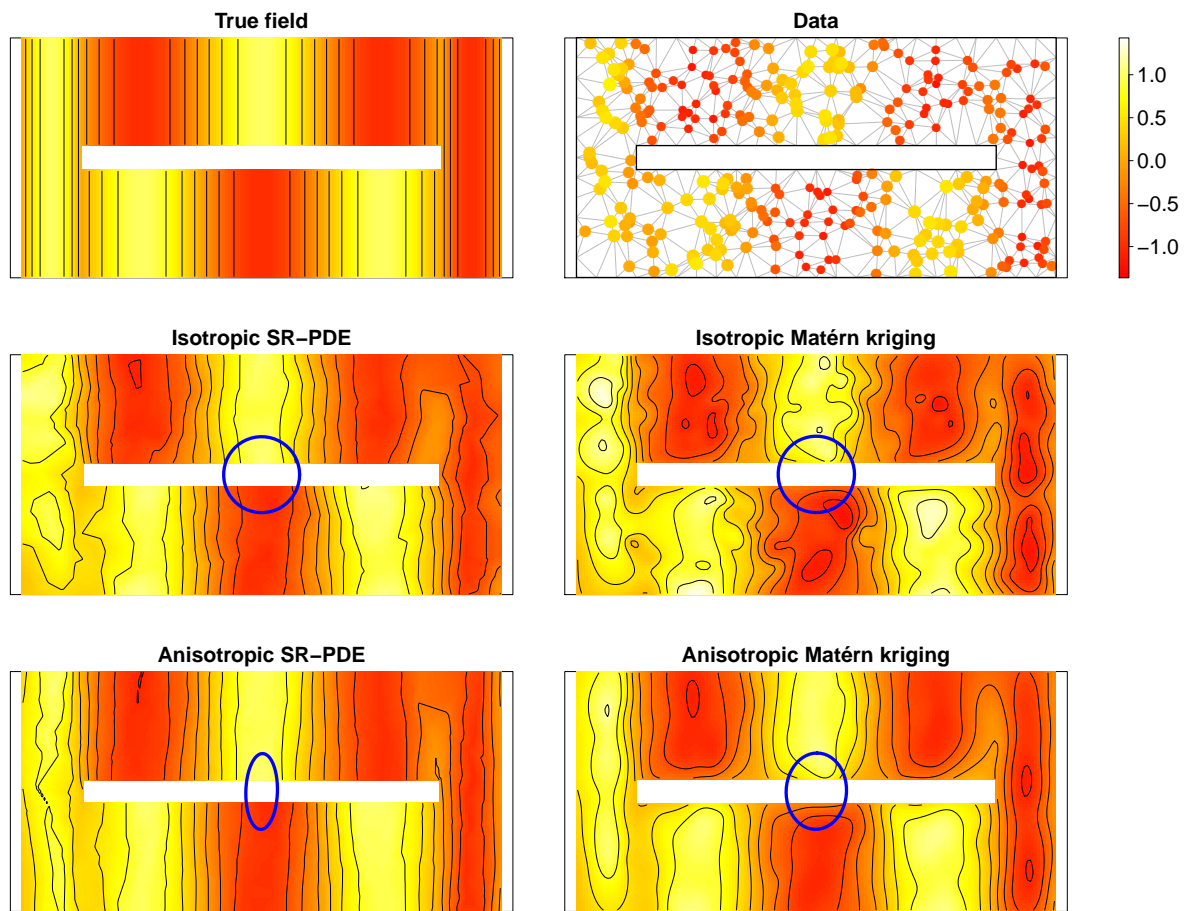 True field
Data
1.0
0.5
0.0
−0.5
−1.0
Isotropic SR−PDE
Isotropic Matérn kriging
Anisotropic SR−PDE
Anisotropic Matérn kriging